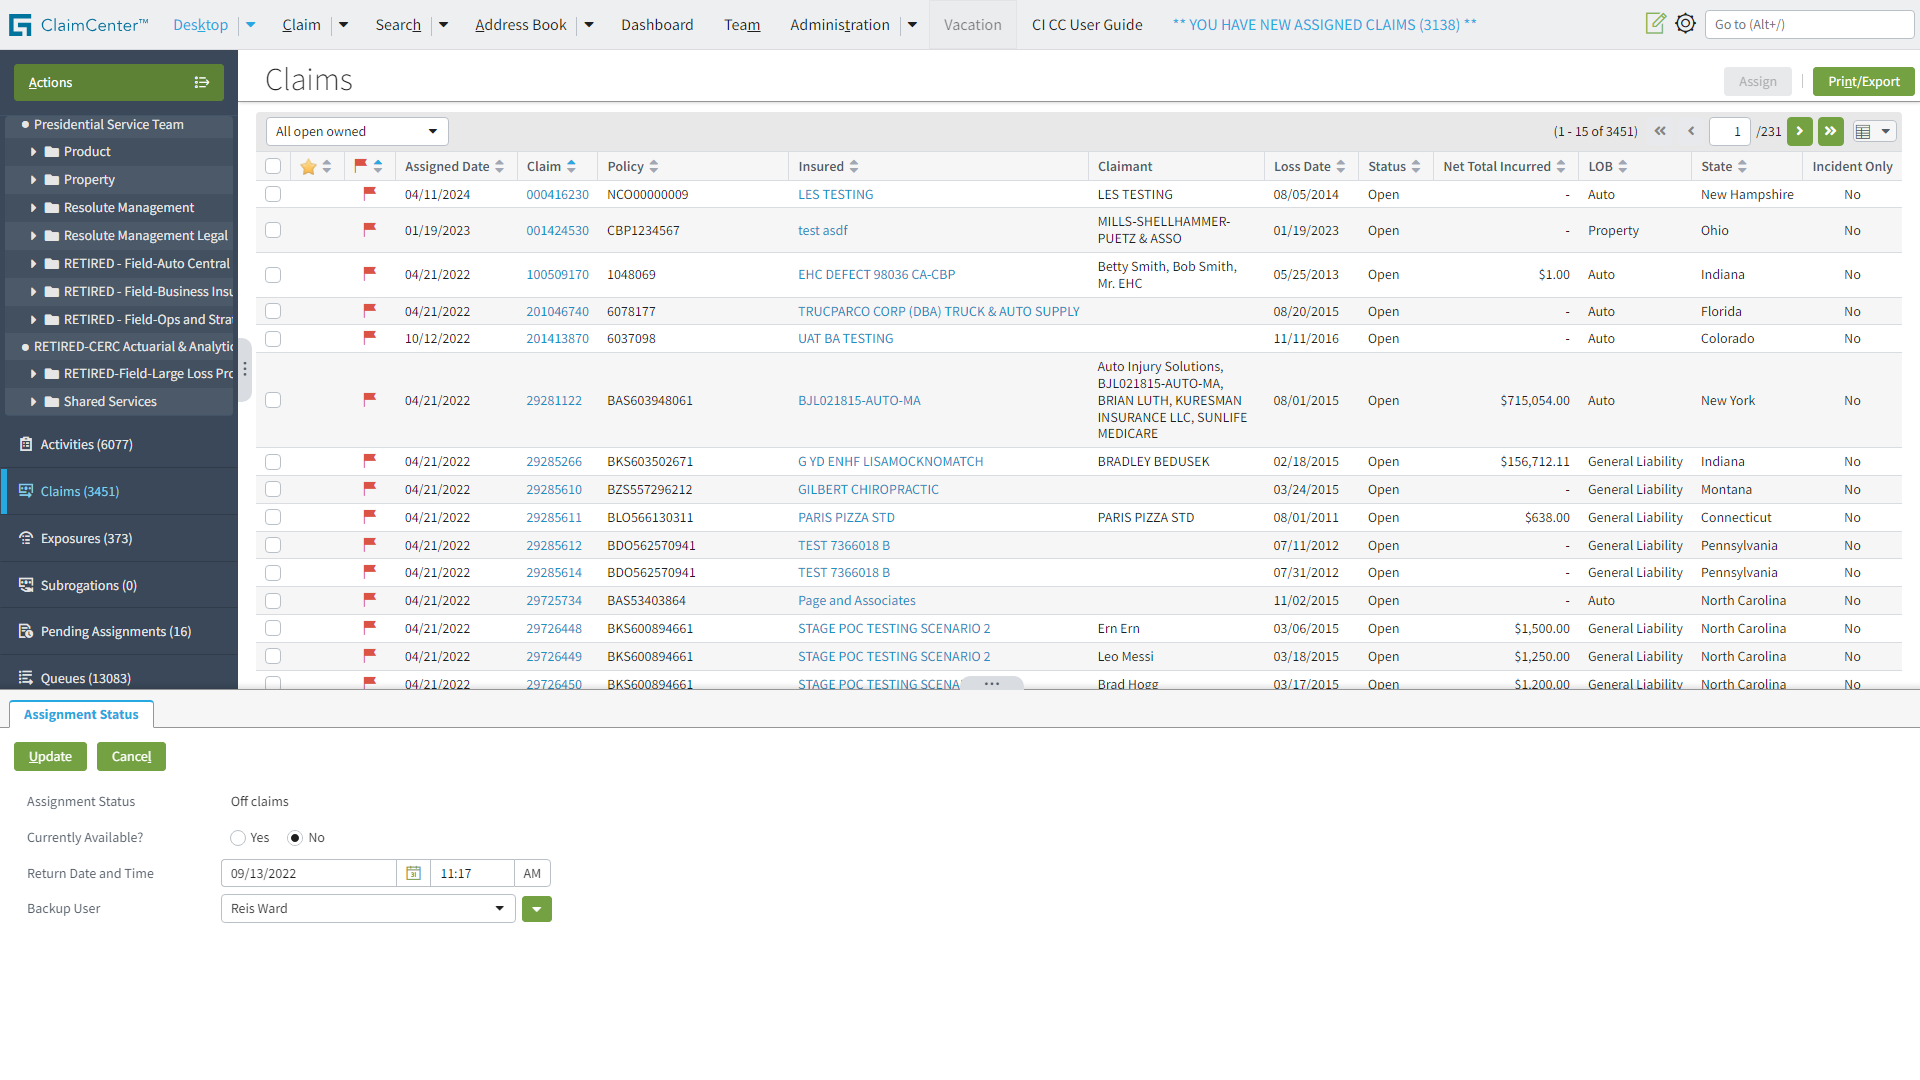 ClaimCenter™ Desktop Claim Search Address Book Dashboard Team Administration Vacation CI CC User Guide ** YOU HAVE NEW ASSIGNED CLAIMS (3138) ** Go to (Alt+/)
Actions
Presidential Service Team
Product
Property
Resolute Management
Resolute Management Legal
RETIRED - Field-Auto Central
RETIRED - Field-Business Insu
RETIRED - Field-Ops and Stra
RETIRED-CERC Actuarial & Analytic
RETIRED-Field-Large Loss Pro
Shared Services
Activities (6077)
Claims (3451)
Exposures (373)
Subrogations (0)
Pending Assignments (16)
Queues (13083)
Claims Assign Print/Export
All open owned (1 - 15 of 3451) 1 /231
Assigned Date Claim Policy Insured Claimant Loss Date Status Net Total Incurred LOB State Incident Only
04/11/2024 000416230 NCO00000009 LES TESTING LES TESTING 08/05/2014 Open - Auto New Hampshire No
01/19/2023 001424530 CBP1234567 test asdf MILLS-SHELLHAMMER-
PUETZ & ASSO 01/19/2023 Open - Property Ohio No
04/21/2022 100509170 1048069 EHC DEFECT 98036 CA-CBP Betty Smith, Bob Smith,
Mr. EHC 05/25/2013 Open $1.00 Auto Indiana No
04/21/2022 201046740 6078177 TRUCPARCO CORP (DBA) TRUCK & AUTO SUPPLY 08/20/2015 Open - Auto Florida No
10/12/2022 201413870 6037098 UAT BA TESTING 11/11/2016 Open - Auto Colorado No
04/21/2022 29281122 BAS603948061 BJL021815-AUTO-MA Auto Injury Solutions,
BJL021815-AUTO-MA,
BRIAN LUTH, KURESMAN
INSURANCE LLC, SUNLIFE
MEDICARE 08/01/2015 Open $715,054.00 Auto New York No
04/21/2022 29285266 BKS603502671 G YD ENHF LISAMOCKNOMATCH BRADLEY BEDUSEK 02/18/2015 Open $156,712.11 General Liability Indiana No
04/21/2022 29285610 BZS557296212 GILBERT CHIROPRACTIC 03/24/2015 Open - General Liability Montana No
04/21/2022 29285611 BLO566130311 PARIS PIZZA STD PARIS PIZZA STD 08/01/2011 Open $638.00 General Liability Connecticut No
04/21/2022 29285612 BDO562570941 TEST 7366018 B 07/11/2012 Open - General Liability Pennsylvania No
04/21/2022 29285614 BDO562570941 TEST 7366018 B 07/31/2012 Open - General Liability Pennsylvania No
04/21/2022 29725734 BAS53403864 Page and Associates 11/02/2015 Open - Auto North Carolina No
04/21/2022 29726448 BKS600894661 STAGE POC TESTING SCENARIO 2 Ern Ern 03/06/2015 Open $1,500.00 General Liability North Carolina No
04/21/2022 29726449 BKS600894661 STAGE POC TESTING SCENARIO 2 Leo Messi 03/18/2015 Open $1,250.00 General Liability North Carolina No
04/21/2022 29726450 BKS600894661 STAGE POC TESTING SCENA Brad Hogg 03/17/2015 Open $1,200.00 General Liability North Carolina No
Assignment Status
Update Cancel
Assignment Status Off claims
Currently Available? Yes No
Return Date and Time 09/13/2022 31 11:17 AM
Backup User Reis Ward